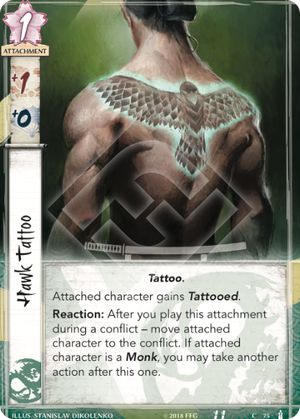 1
ATTACHMENT
+1
+0
Hawk Tattoo
Tattoo.
Attached character gains Tattooed.
Reaction: After you play this attachment
during a conflict – move attached
character to the conflict. If attached
character is a Monk, you may take another
action after this one.
ILLUS. STANISLAV DIKOLENKO
©2018 FFG
11
C 75